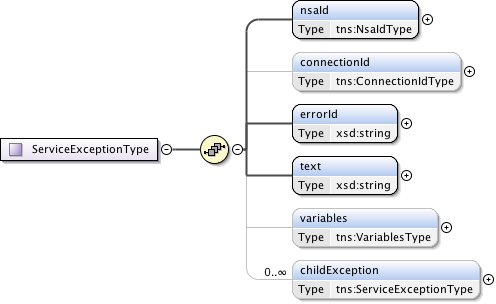 nsaId
Type tns:NsaIdType
connectionId
Type tns:ConnectionIdType
errorId
Type xsd:string
ServiceExceptionType
text
Type xsd:string
variables
Type tns:VariablesType
0..∞ childException
Type tns:ServiceExceptionType